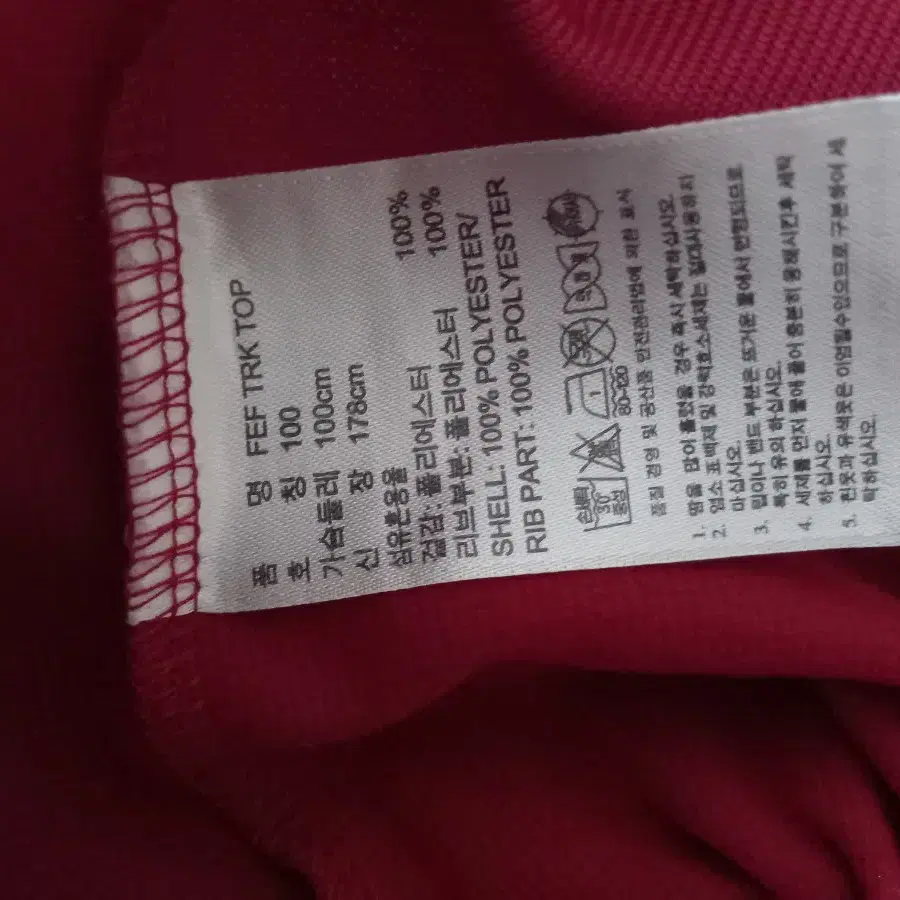 품 명 FEF TRK TOP
호 칭 100
가슴둘레 100cm
신 장 178cm
섬유혼용율
겉감: 폴리에스터 100%
리브부분: 폴리에스터 100%
SHELL: 100% POLYESTER/
RIB PART: 100% POLYESTER
손세탁
30°
중성
80~120
품질경영 및 공산품 안전관리법에 의한 표시
1. 땀을 많이 흘렸을 경우 즉시 세탁하십시오.
2. 염소 표백제 및 강력효소세제는 절대사용하지
마십시오.
3. 밑이나 밴드 부분은 뜨거운 물에서 변형되므로
특히 유의 하십시오.
4. 세제를 먼저 물에 풀어 충분히 용해시킨후 세탁
하십시오.
5. 흰옷과 유색옷은 이염될수있으므로 구분하여 세
탁하십시오.